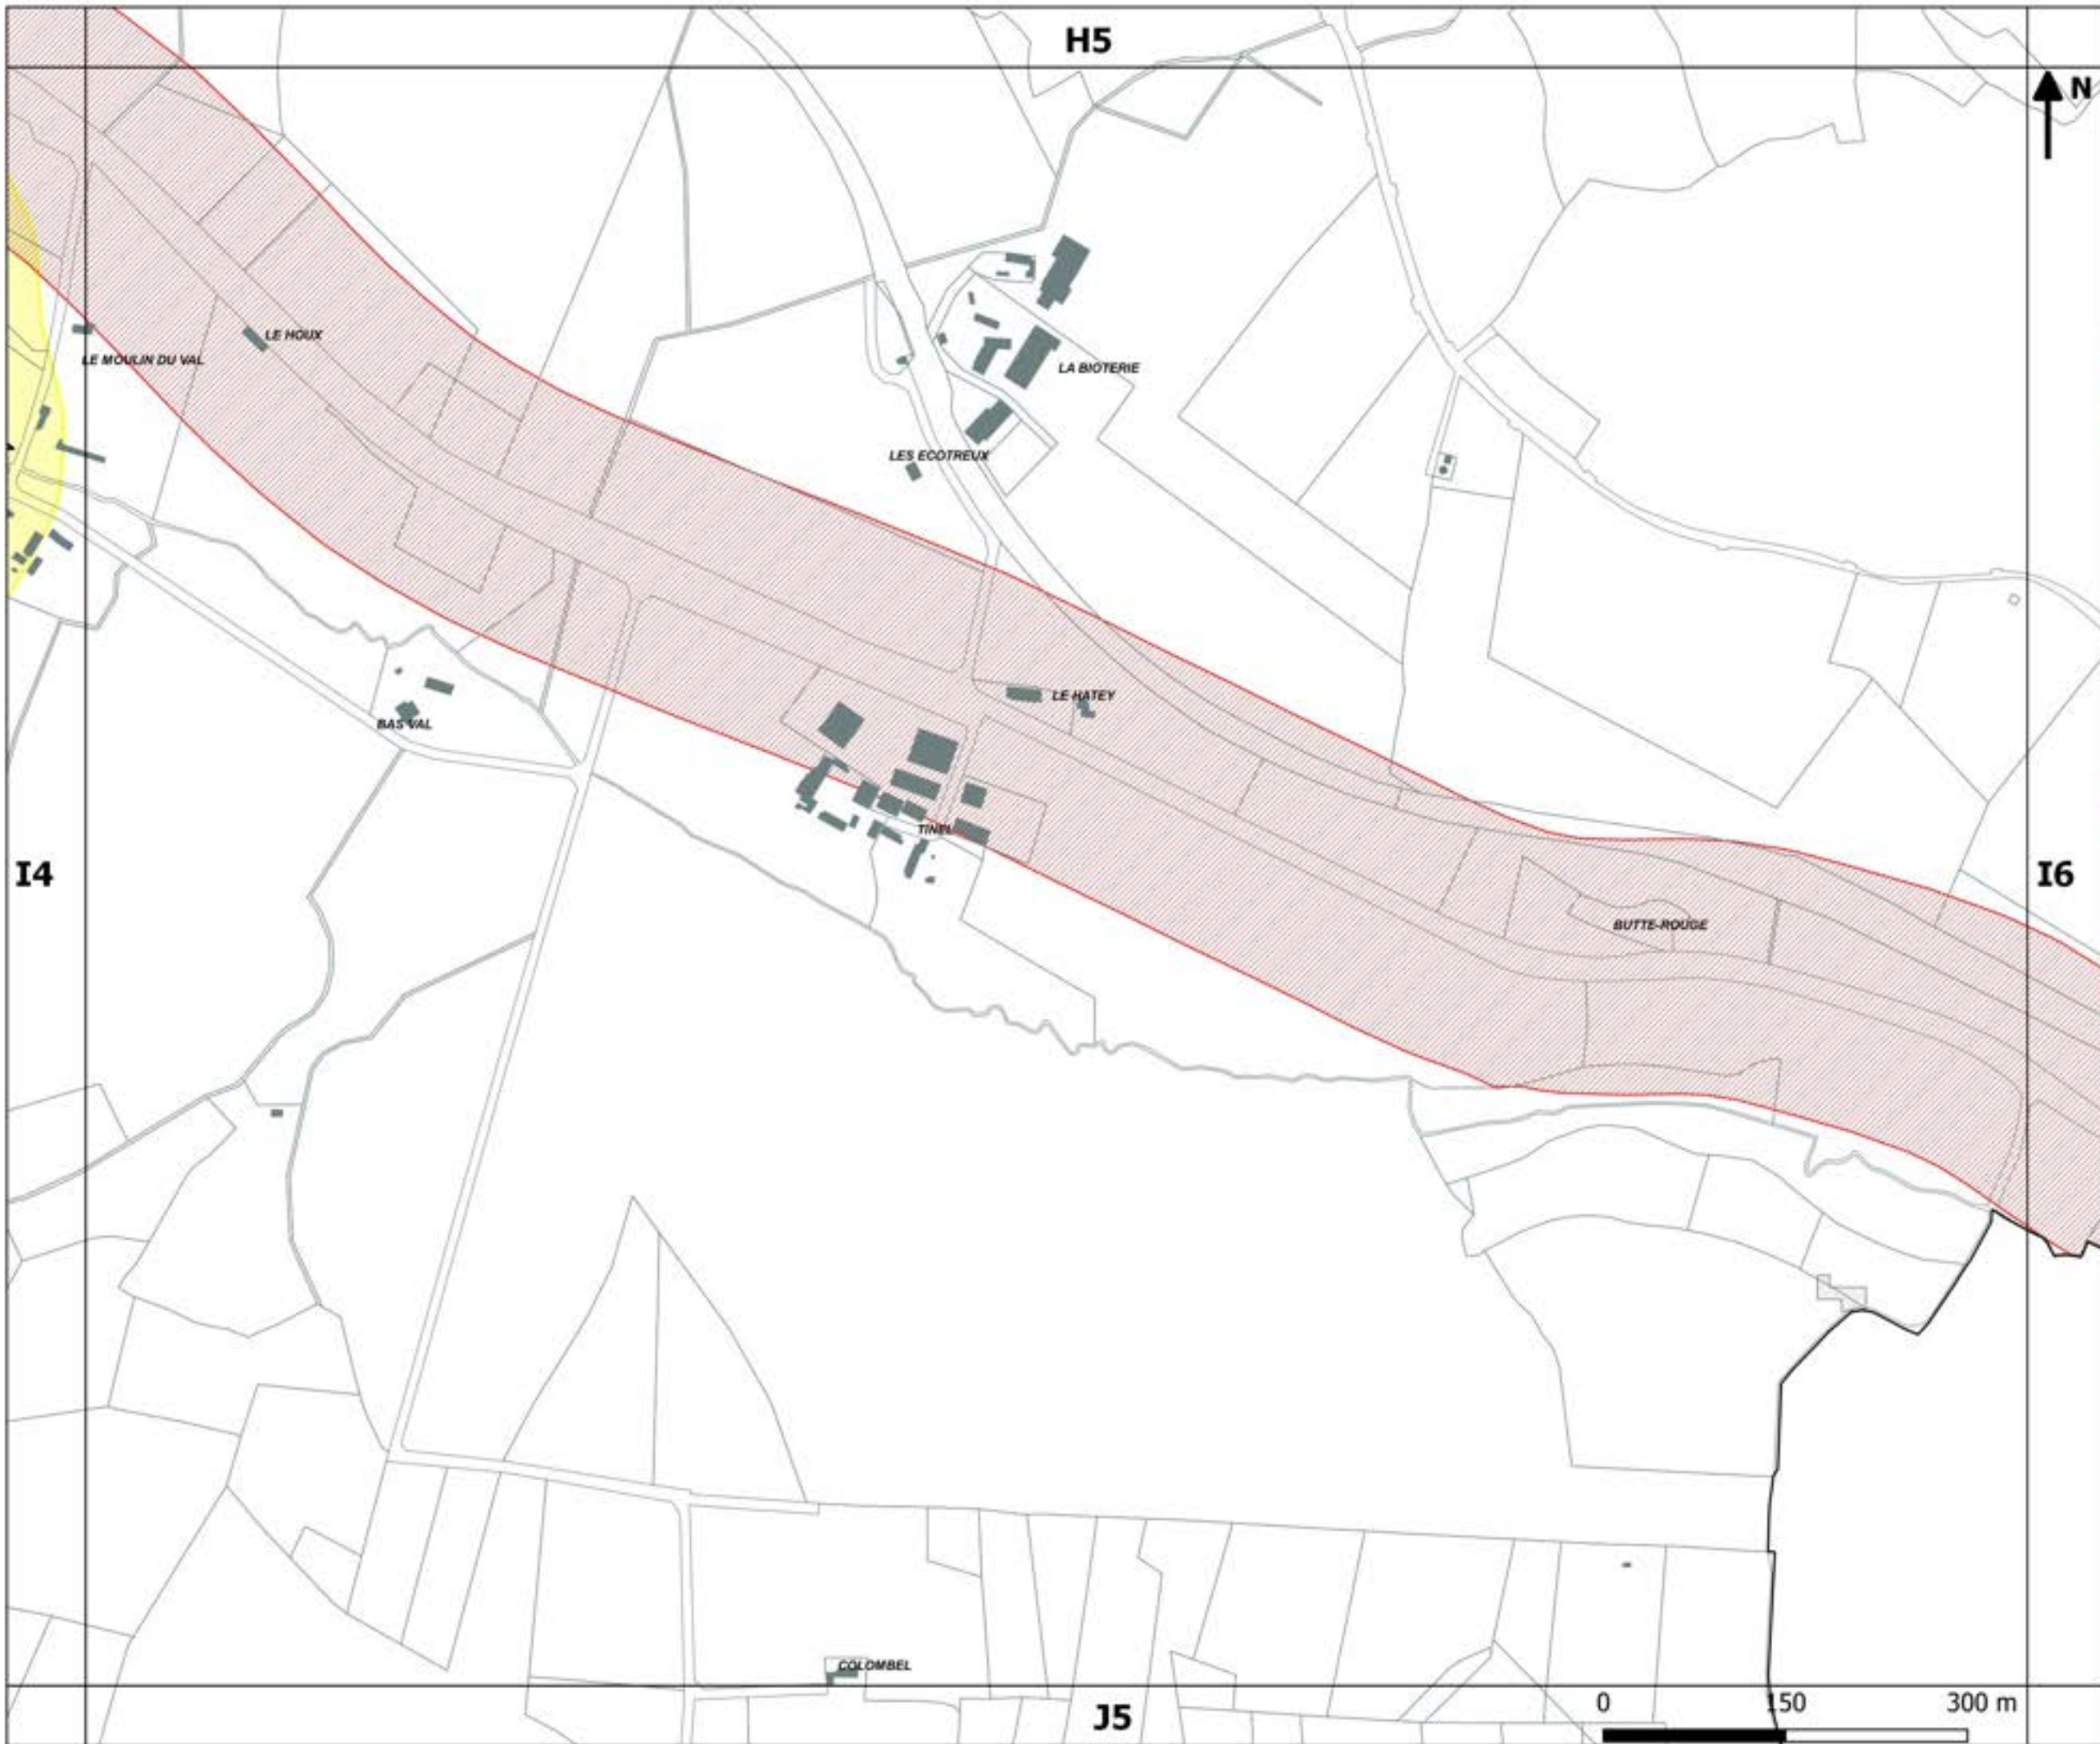 H5
N
LE HOUX
LE MOULIN DU VAL
LA BIOTERIE
LES ECOTREUX
LE HATEY
BAS VAL
TINEL
I4
I6
BUTTE-ROUGE
COLOMBEL
J5
0 150 300 m